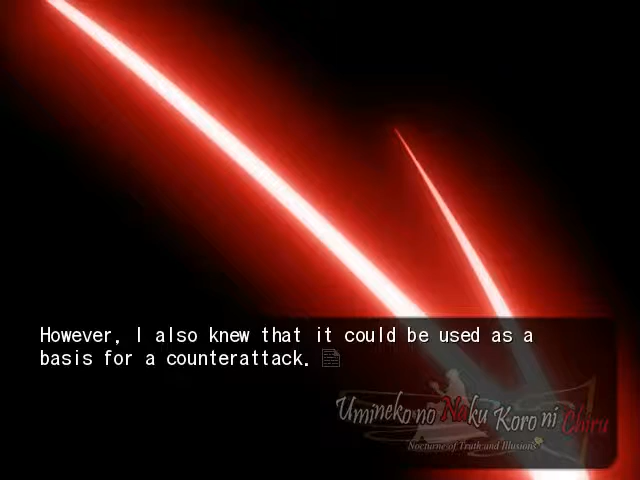 However, I also knew that it could be used as a
basis for a counterattack.
Umineko no Naku Koro ni Chiru
Nocturne of Truth and Illusions